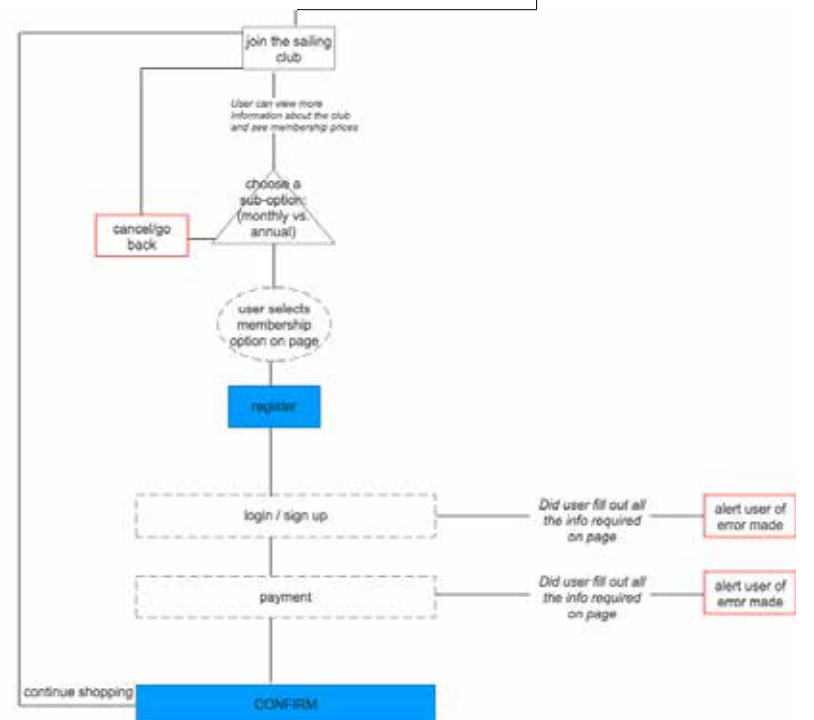 join the sailing
club
User can view more
information about the club
and see membership prices
choose a
sub-option:
(monthly vs.
annual)
cancel/go
back
user selects
membership
option on page
register
login / sign up
Did user fill out all
the info required
on page
alert user of
error made
payment
Did user fill out all
the info required
on page
alert user of
error made
continue shopping
CONFIRM